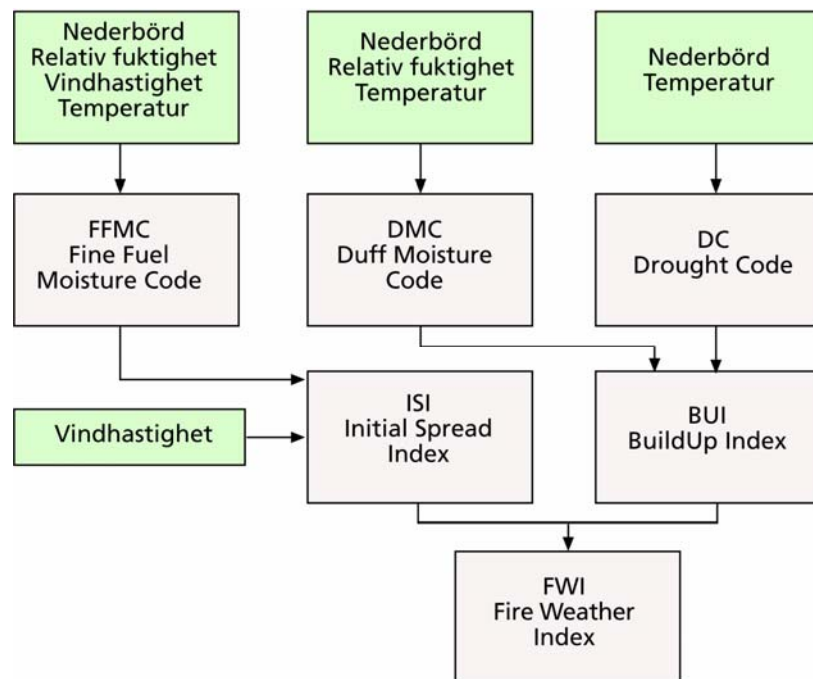 Nederbörd
Relativ fuktighet
Vindhastighet
Temperatur
Nederbörd
Relativ fuktighet
Temperatur
Nederbörd
Temperatur
FFMC
Fine Fuel
Moisture Code
DMC
Duff Moisture
Code
DC
Drought Code
Vindhastighet
ISI
Initial Spread
Index
BUI
BuildUp Index
FWI
Fire Weather
Index